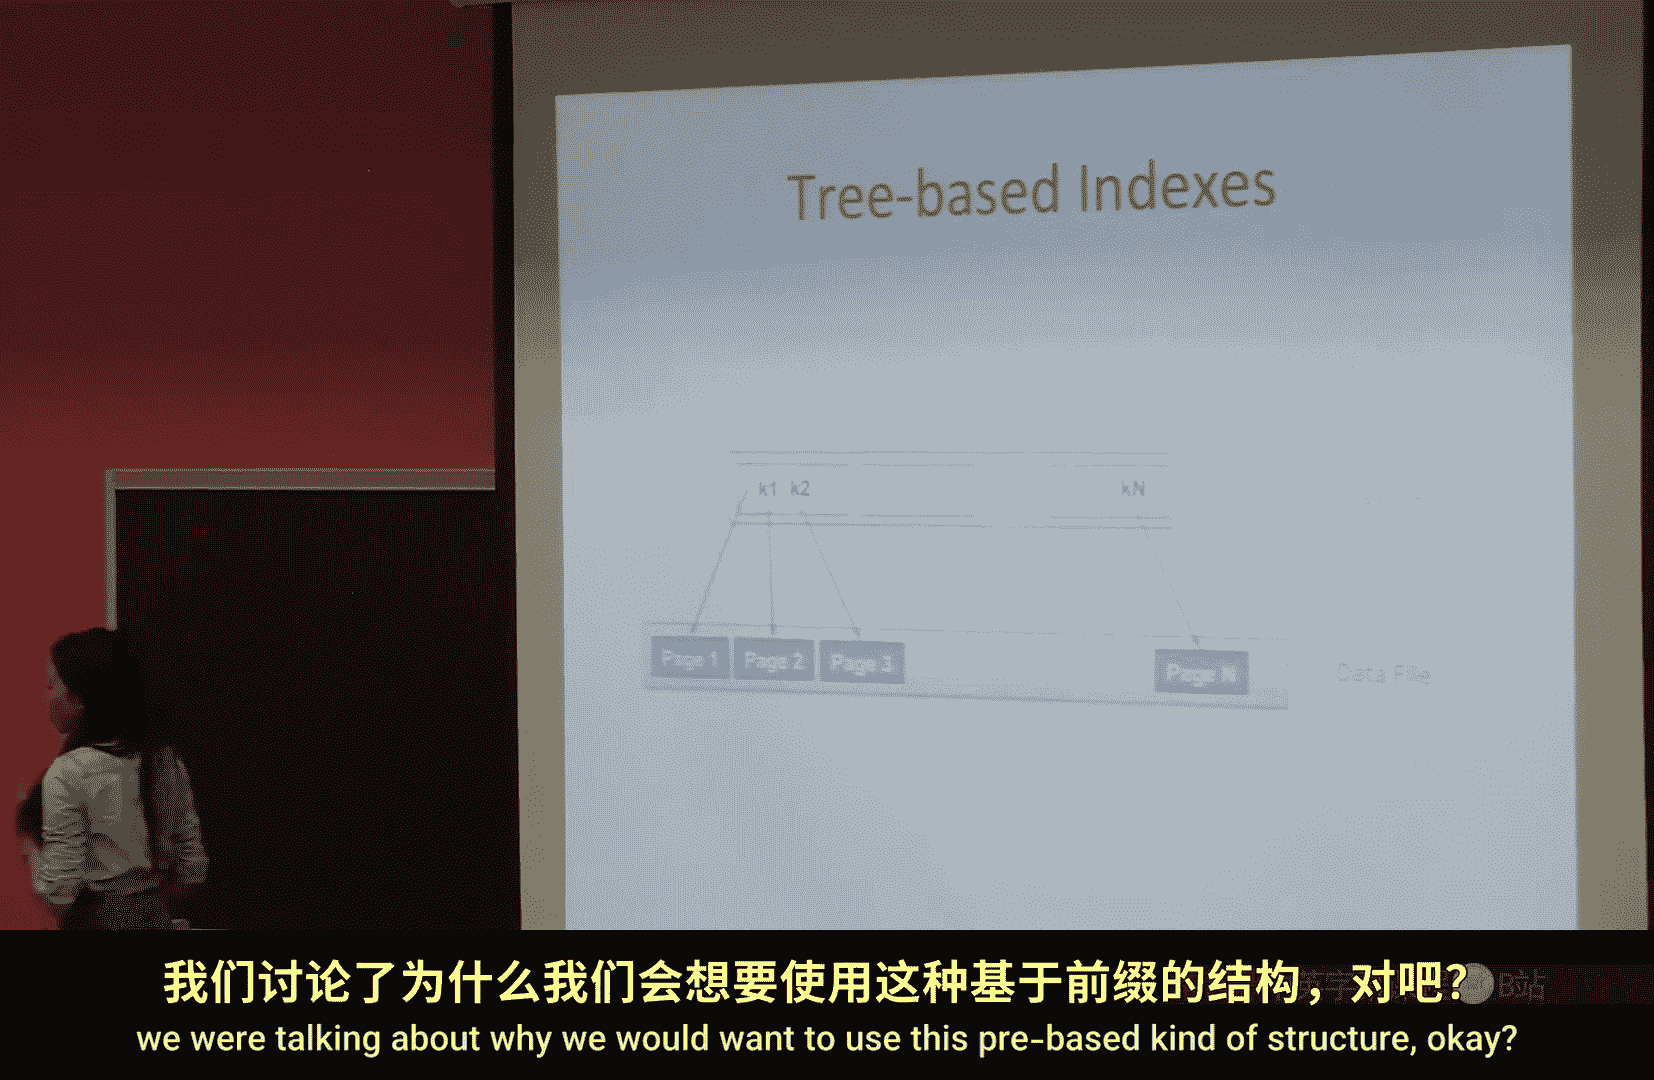 Tree-based Indexes
k1 k2 kN
Page 1 Page 2 Page 3 Page N Data File
我们讨论了为什么我们会想要使用这种基于前缀的结构，对吧？
B站
we were talking about why we would want to use this pre-based kind of structure, okay?